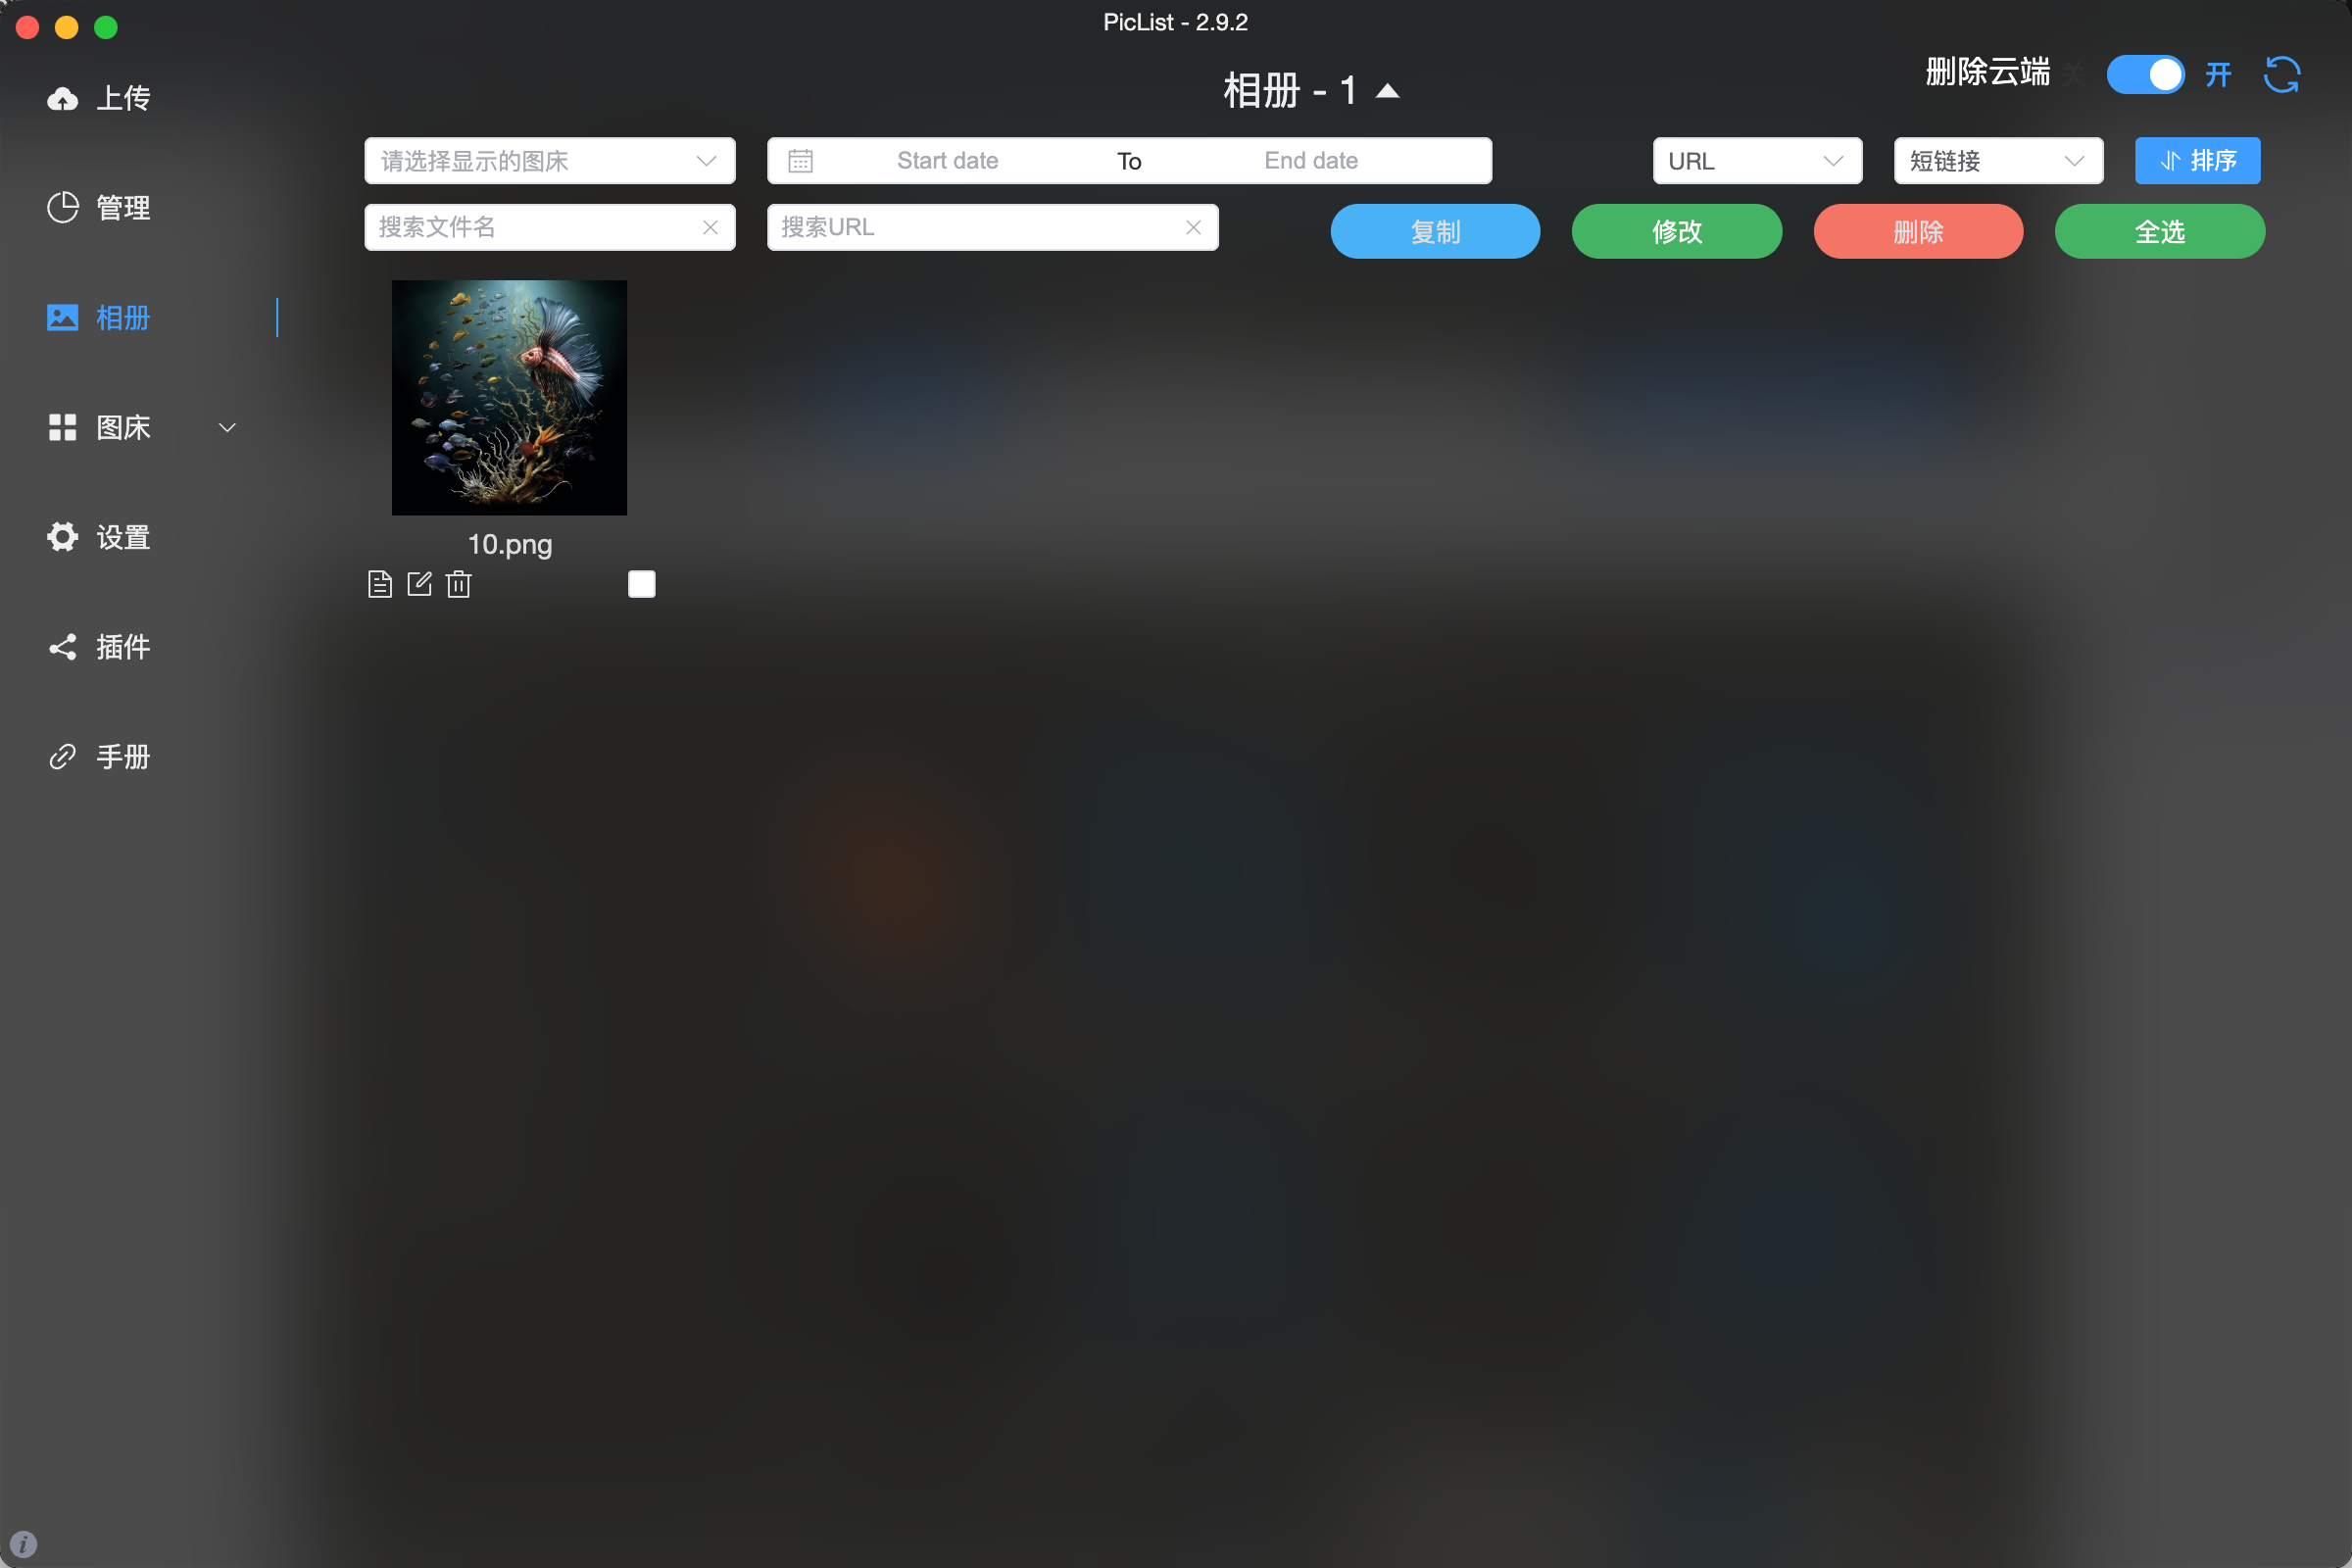 PicList - 2.9.2
相册 - 1
删除云端 关 开
上传
管理
相册
图床
设置
插件
手册
请选择显示的图床
Start date To End date
URL
短链接
排序
搜索文件名
搜索URL
复制
修改
删除
全选
10.png